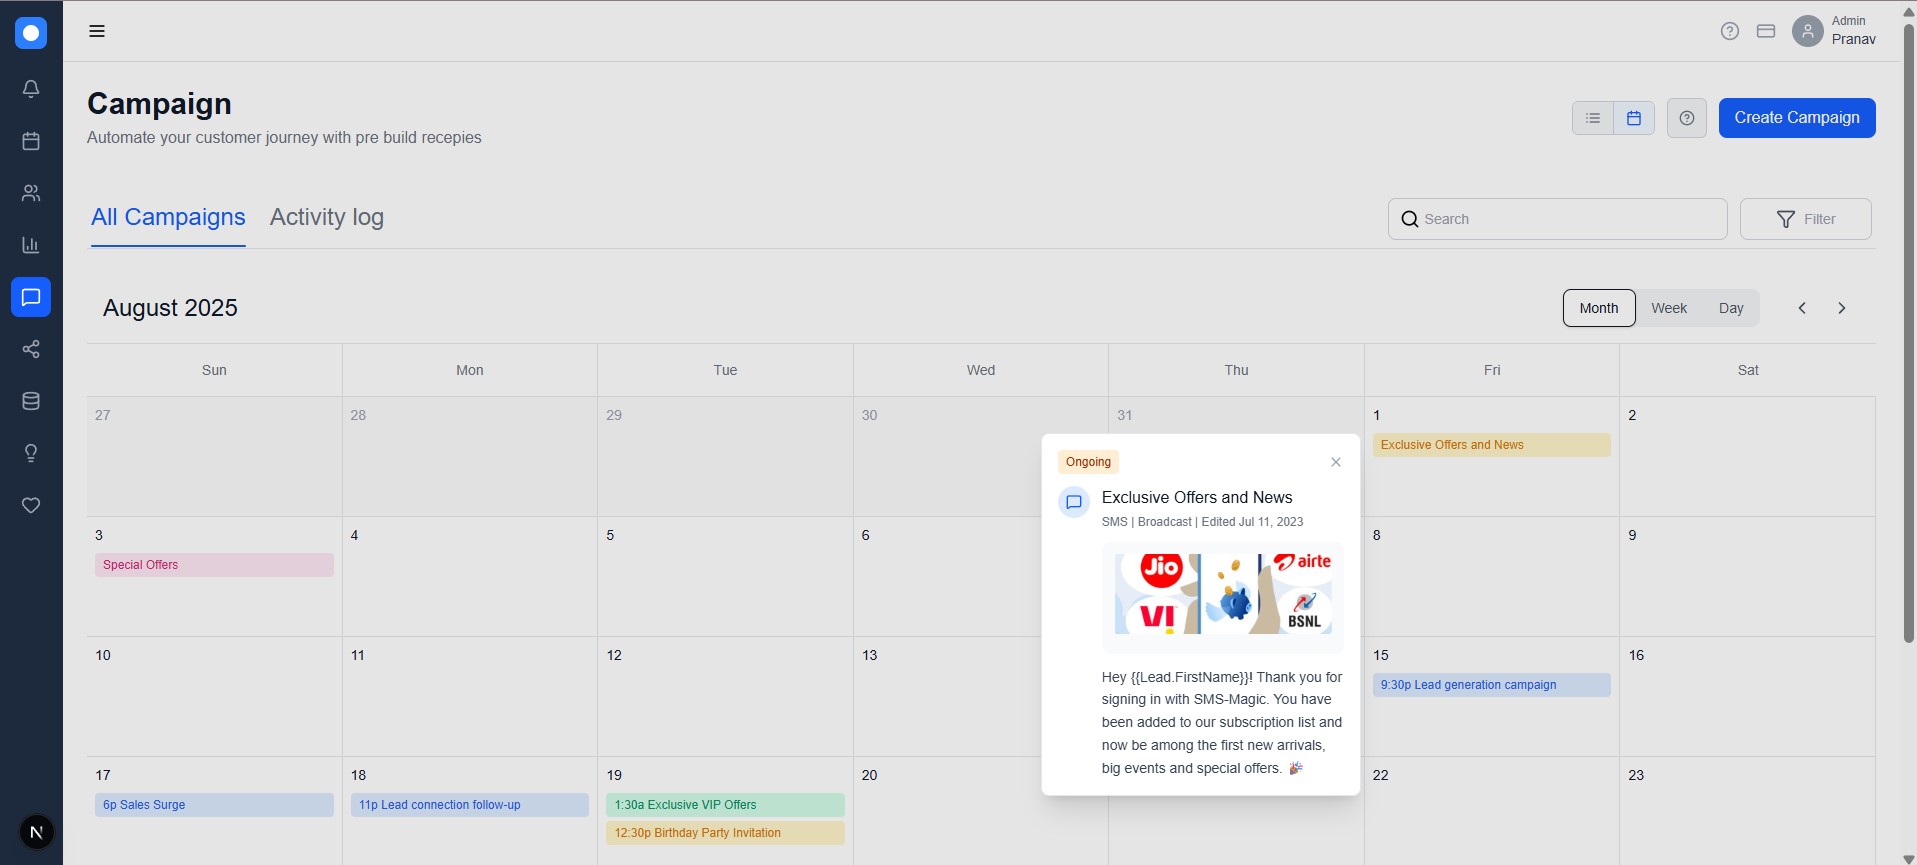 Admin
Pranav
Campaign
Automate your customer journey with pre build recepies
Create Campaign
All Campaigns
Activity log
Search
Filter
August 2025
Month
Week
Day
Sun
Mon
Tue
Wed
Thu
Fri
Sat
27
28
29
30
31
1
Exclusive Offers and News
2
Ongoing
Exclusive Offers and News
SMS | Broadcast | Edited Jul 11, 2023
Jio
airte
VI
BSNL
Hey {{Lead.FirstName}}! Thank you for
signing in with SMS-Magic. You have
been added to our subscription list and
now be among the first new arrivals,
big events and special offers. 🎉
3
Special Offers
4
5
6
8
9
10
11
12
13
15
9:30p Lead generation campaign
16
17
6p Sales Surge
18
11p Lead connection follow-up
19
1:30a Exclusive VIP Offers
12:30p Birthday Party Invitation
20
22
23
N